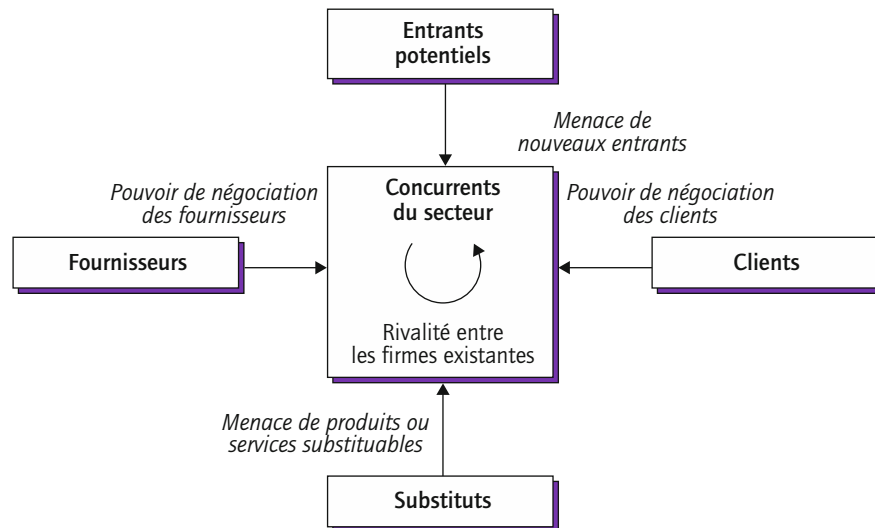 Entrants
potentiels
Menace de
nouveaux entrants
Pouvoir de négociation
des fournisseurs
Concurrents
du secteur
Pouvoir de négociation
des clients
Fournisseurs
Clients
Rivalité entre
les firmes existantes
Menace de produits ou
services substituables
Substituts